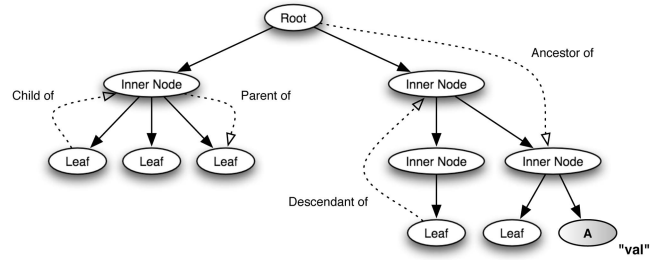 Root
Ancestor of
Inner Node
Inner Node
Child of
Parent of
Leaf
Leaf
Leaf
Inner Node
Inner Node
Descendant of
Leaf
Leaf
A
"val"